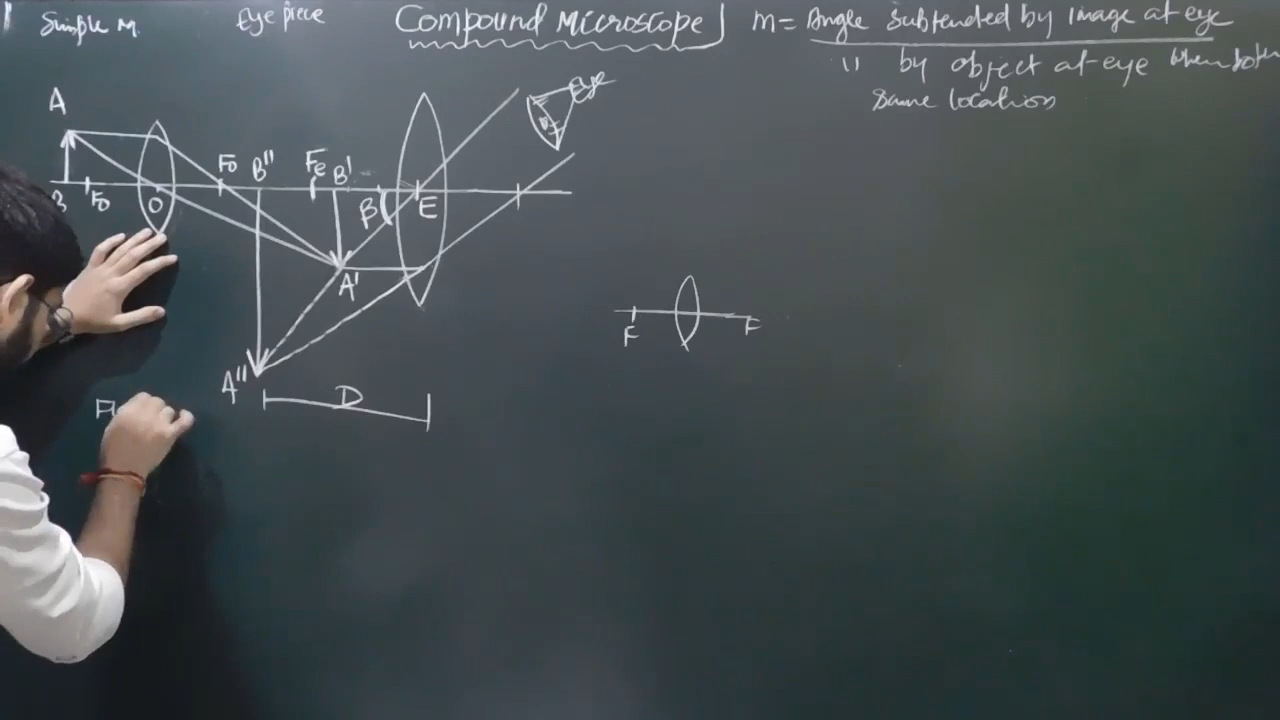 Simple M.
Eye piece
Compound Microscope
m = Angle subtended by image at eye
" by object at eye when both
same location
Eye
A
Fo B" Fe B'
B Fo O β E
A'
A"
D
F F